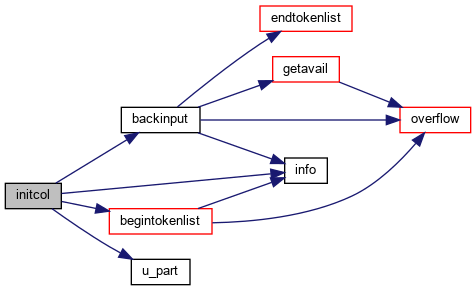 endtokenlist
getavail
backinput
overflow
info
initcol
begintokenlist
u_part